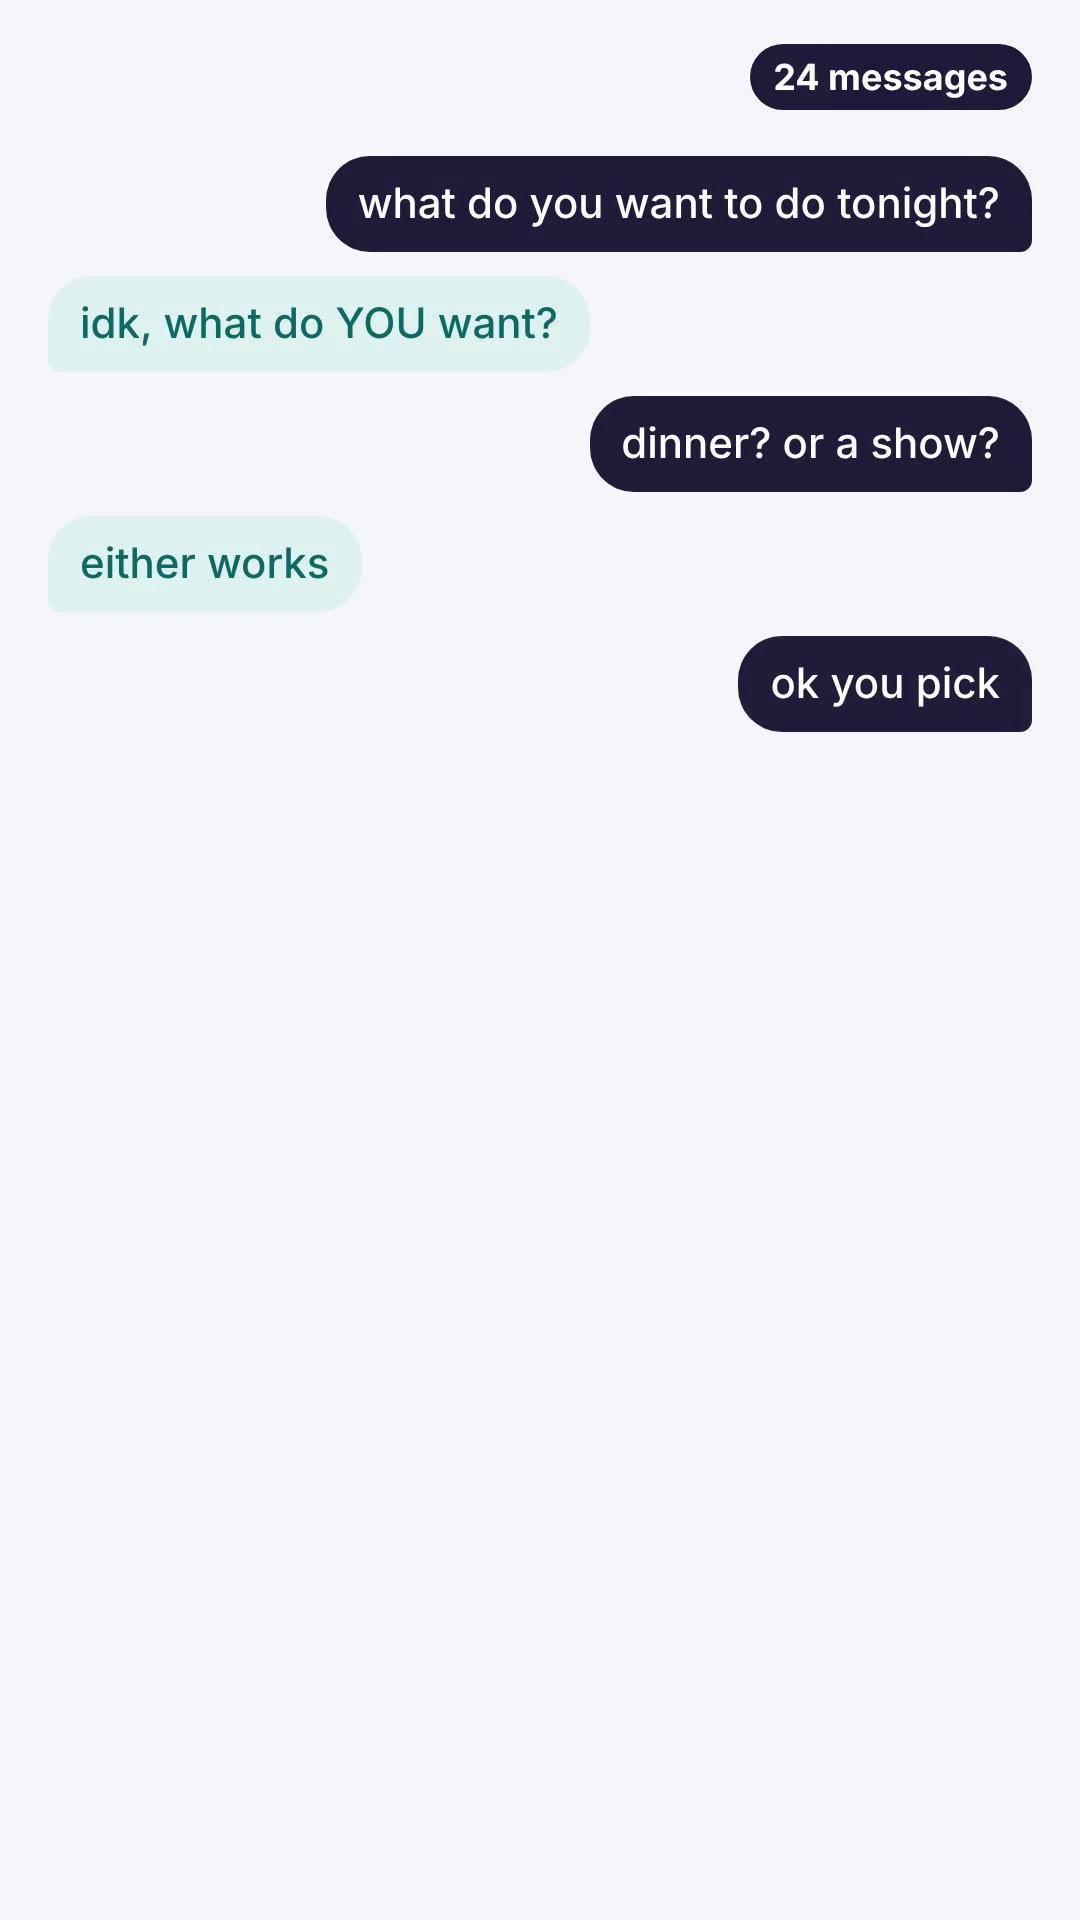 24 messages
what do you want to do tonight?
idk, what do YOU want?
dinner? or a show?
either works
ok you pick